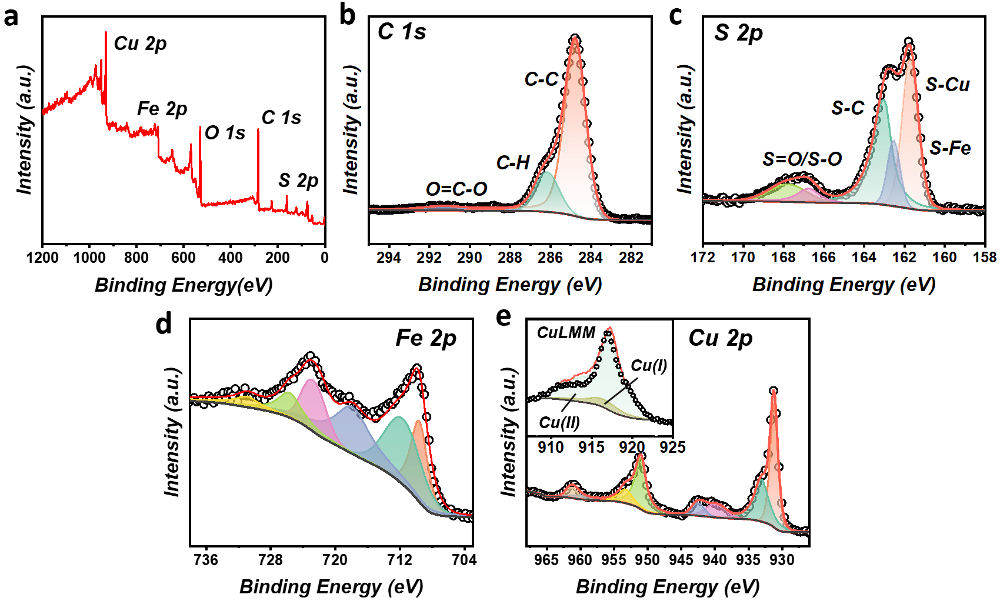 a
Cu 2p
Fe 2p
O 1s
C 1s
S 2p
Intensity (a.u.)
1200 1000 800 600 400 200 0
Binding Energy(eV)
b
C 1s
C-C
C-H
O=C-O
Intensity (a.u.)
294 292 290 288 286 284 282
Binding Energy (eV)
c
S 2p
S-Cu
S-C
S-Fe
S=O/S-O
Intensity (a.u.)
172 170 168 166 164 162 160 158
Binding Energy (eV)
d
Fe 2p
Intensity (a.u.)
736 728 720 712 704
Binding Energy (eV)
e
CuLMM
Cu 2p
Cu(I)
Cu(II)
910 915 920 925
Intensity (a.u.)
965 960 955 950 945 940 935 930
Binding Energy (eV)